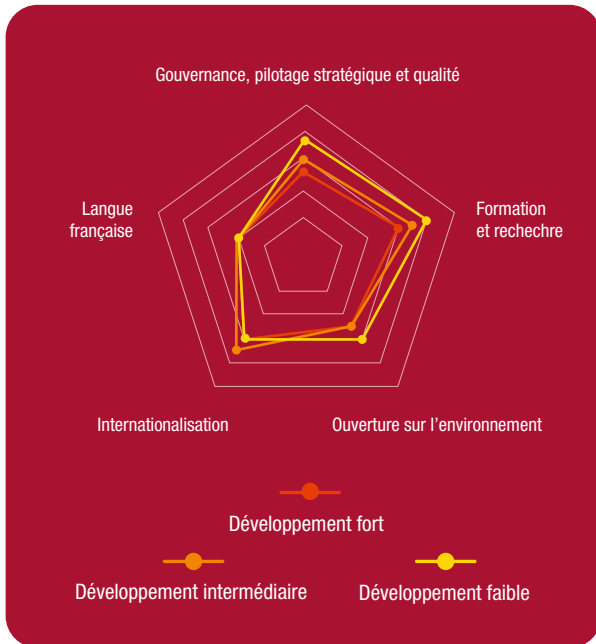 Gouvernance, pilotage stratégique et qualité
Langue
française
Formation
et rechechre
Internationalisation
Ouverture sur l'environnement
Développement fort
Développement intermédiaire
Développement faible